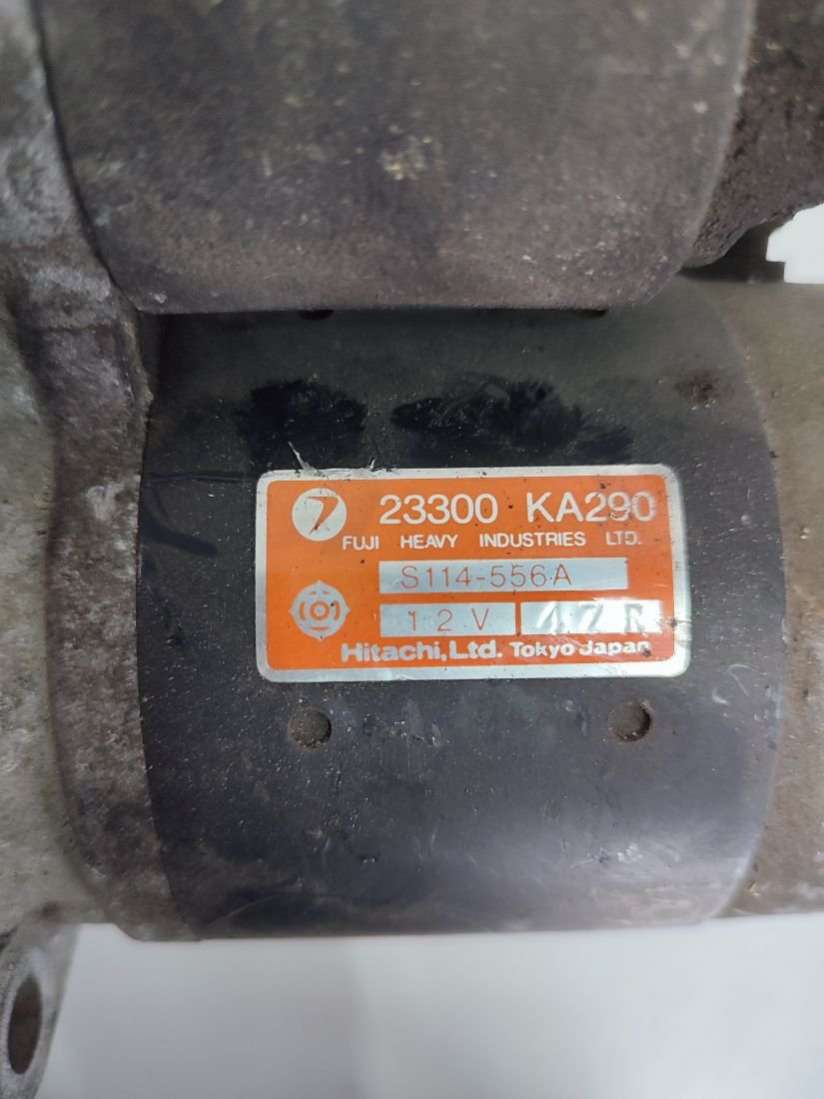 23300 KA290
FUJI HEAVY INDUSTRIES LTD.
S114-556A
12V
Hitachi, Ltd. Tokyo Japan